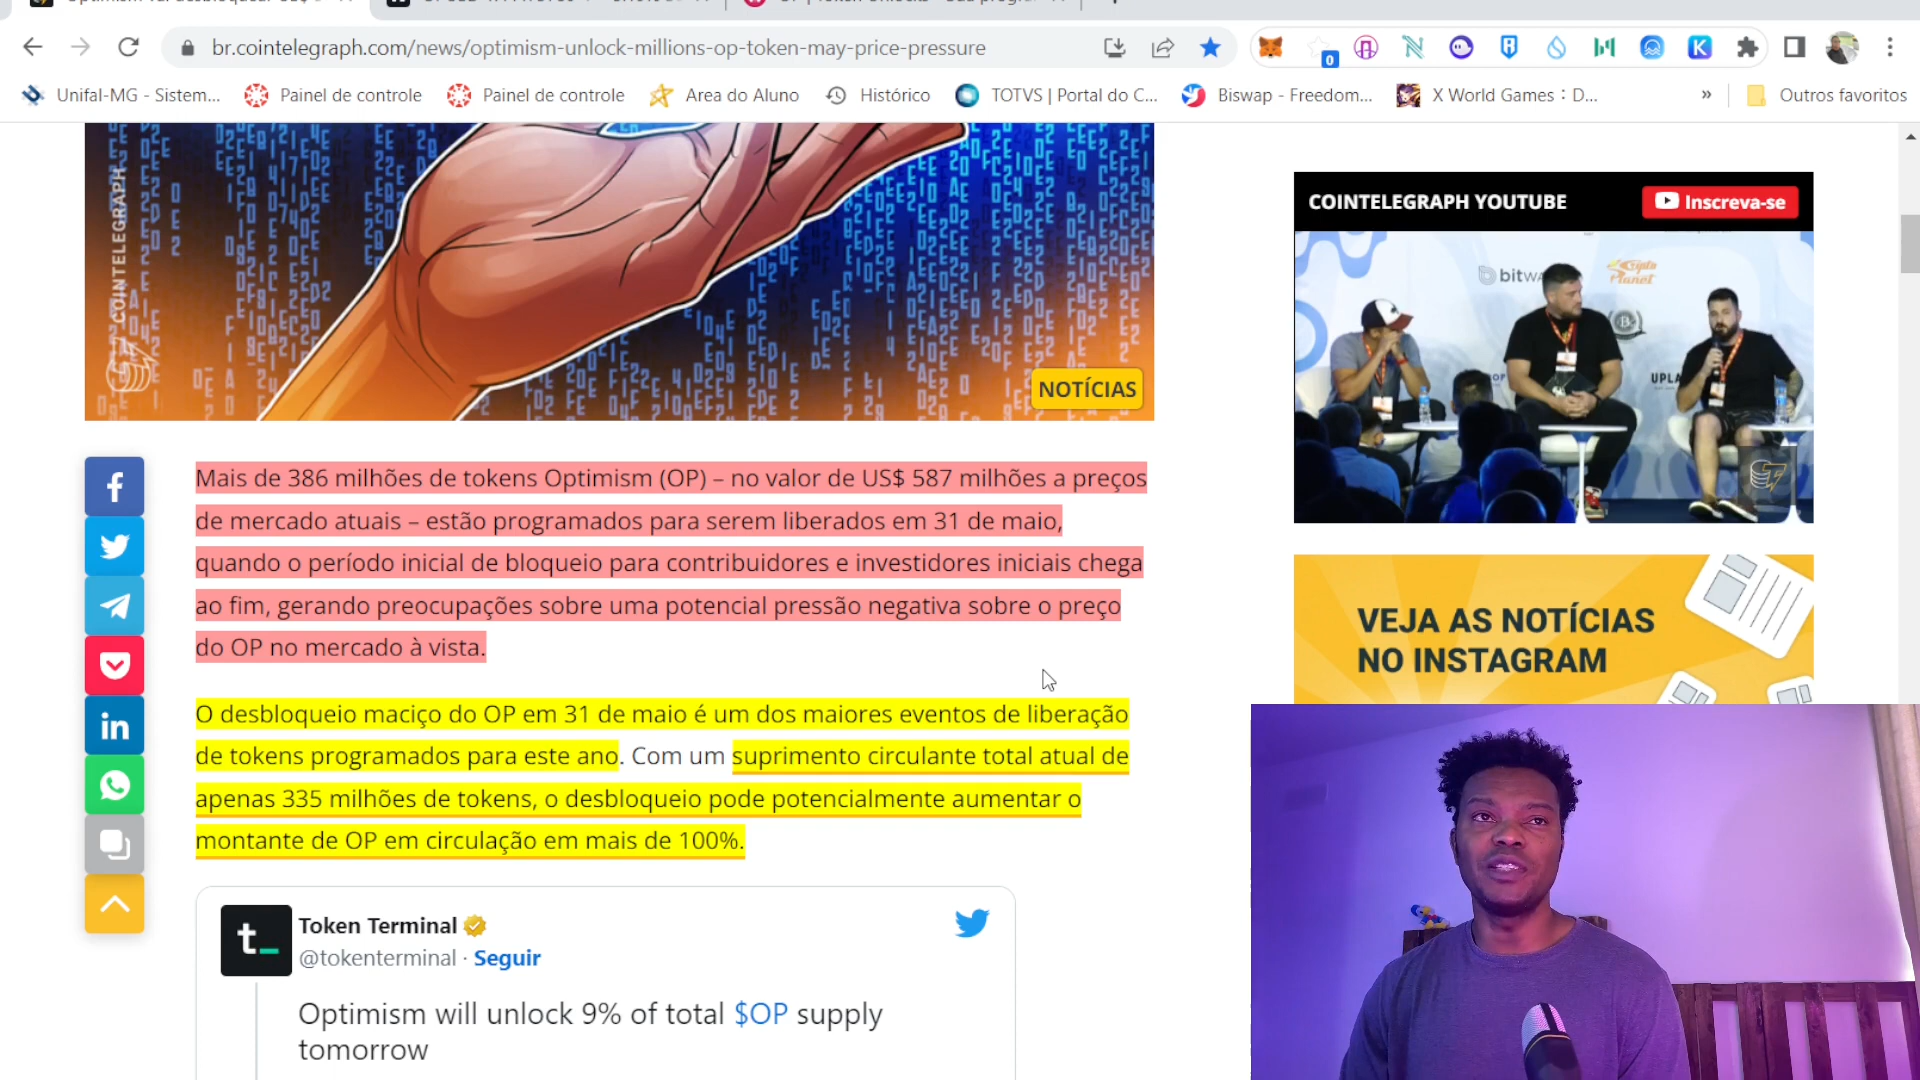 br.cointelegraph.com/news/optimism-unlock-millions-op-token-may-price-pressure
0
Unifal-MG - Sistem...
Painel de controle
Painel de controle
Area do Aluno
Histórico
TOTVS | Portal do C...
Biswap - Freedom...
X World Games : D...
»
Outros favoritos
COINTELEGRAPH
NOTÍCIAS
COINTELEGRAPH YOUTUBE
Inscreva-se
Mais de 386 milhões de tokens Optimism (OP) – no valor de US$ 587 milhões a preços
de mercado atuais – estão programados para serem liberados em 31 de maio,
quando o período inicial de bloqueio para contribuidores e investidores iniciais chega
ao fim, gerando preocupações sobre uma potencial pressão negativa sobre o preço
do OP no mercado à vista.
VEJA AS NOTÍCIAS
NO INSTAGRAM
O desbloqueio maciço do OP em 31 de maio é um dos maiores eventos de liberação
de tokens programados para este ano. Com um suprimento circulante total atual de
apenas 335 milhões de tokens, o desbloqueio pode potencialmente aumentar o
montante de OP em circulação em mais de 100%.
Token Terminal
@tokenterminal · Seguir
Optimism will unlock 9% of total $OP supply
tomorrow